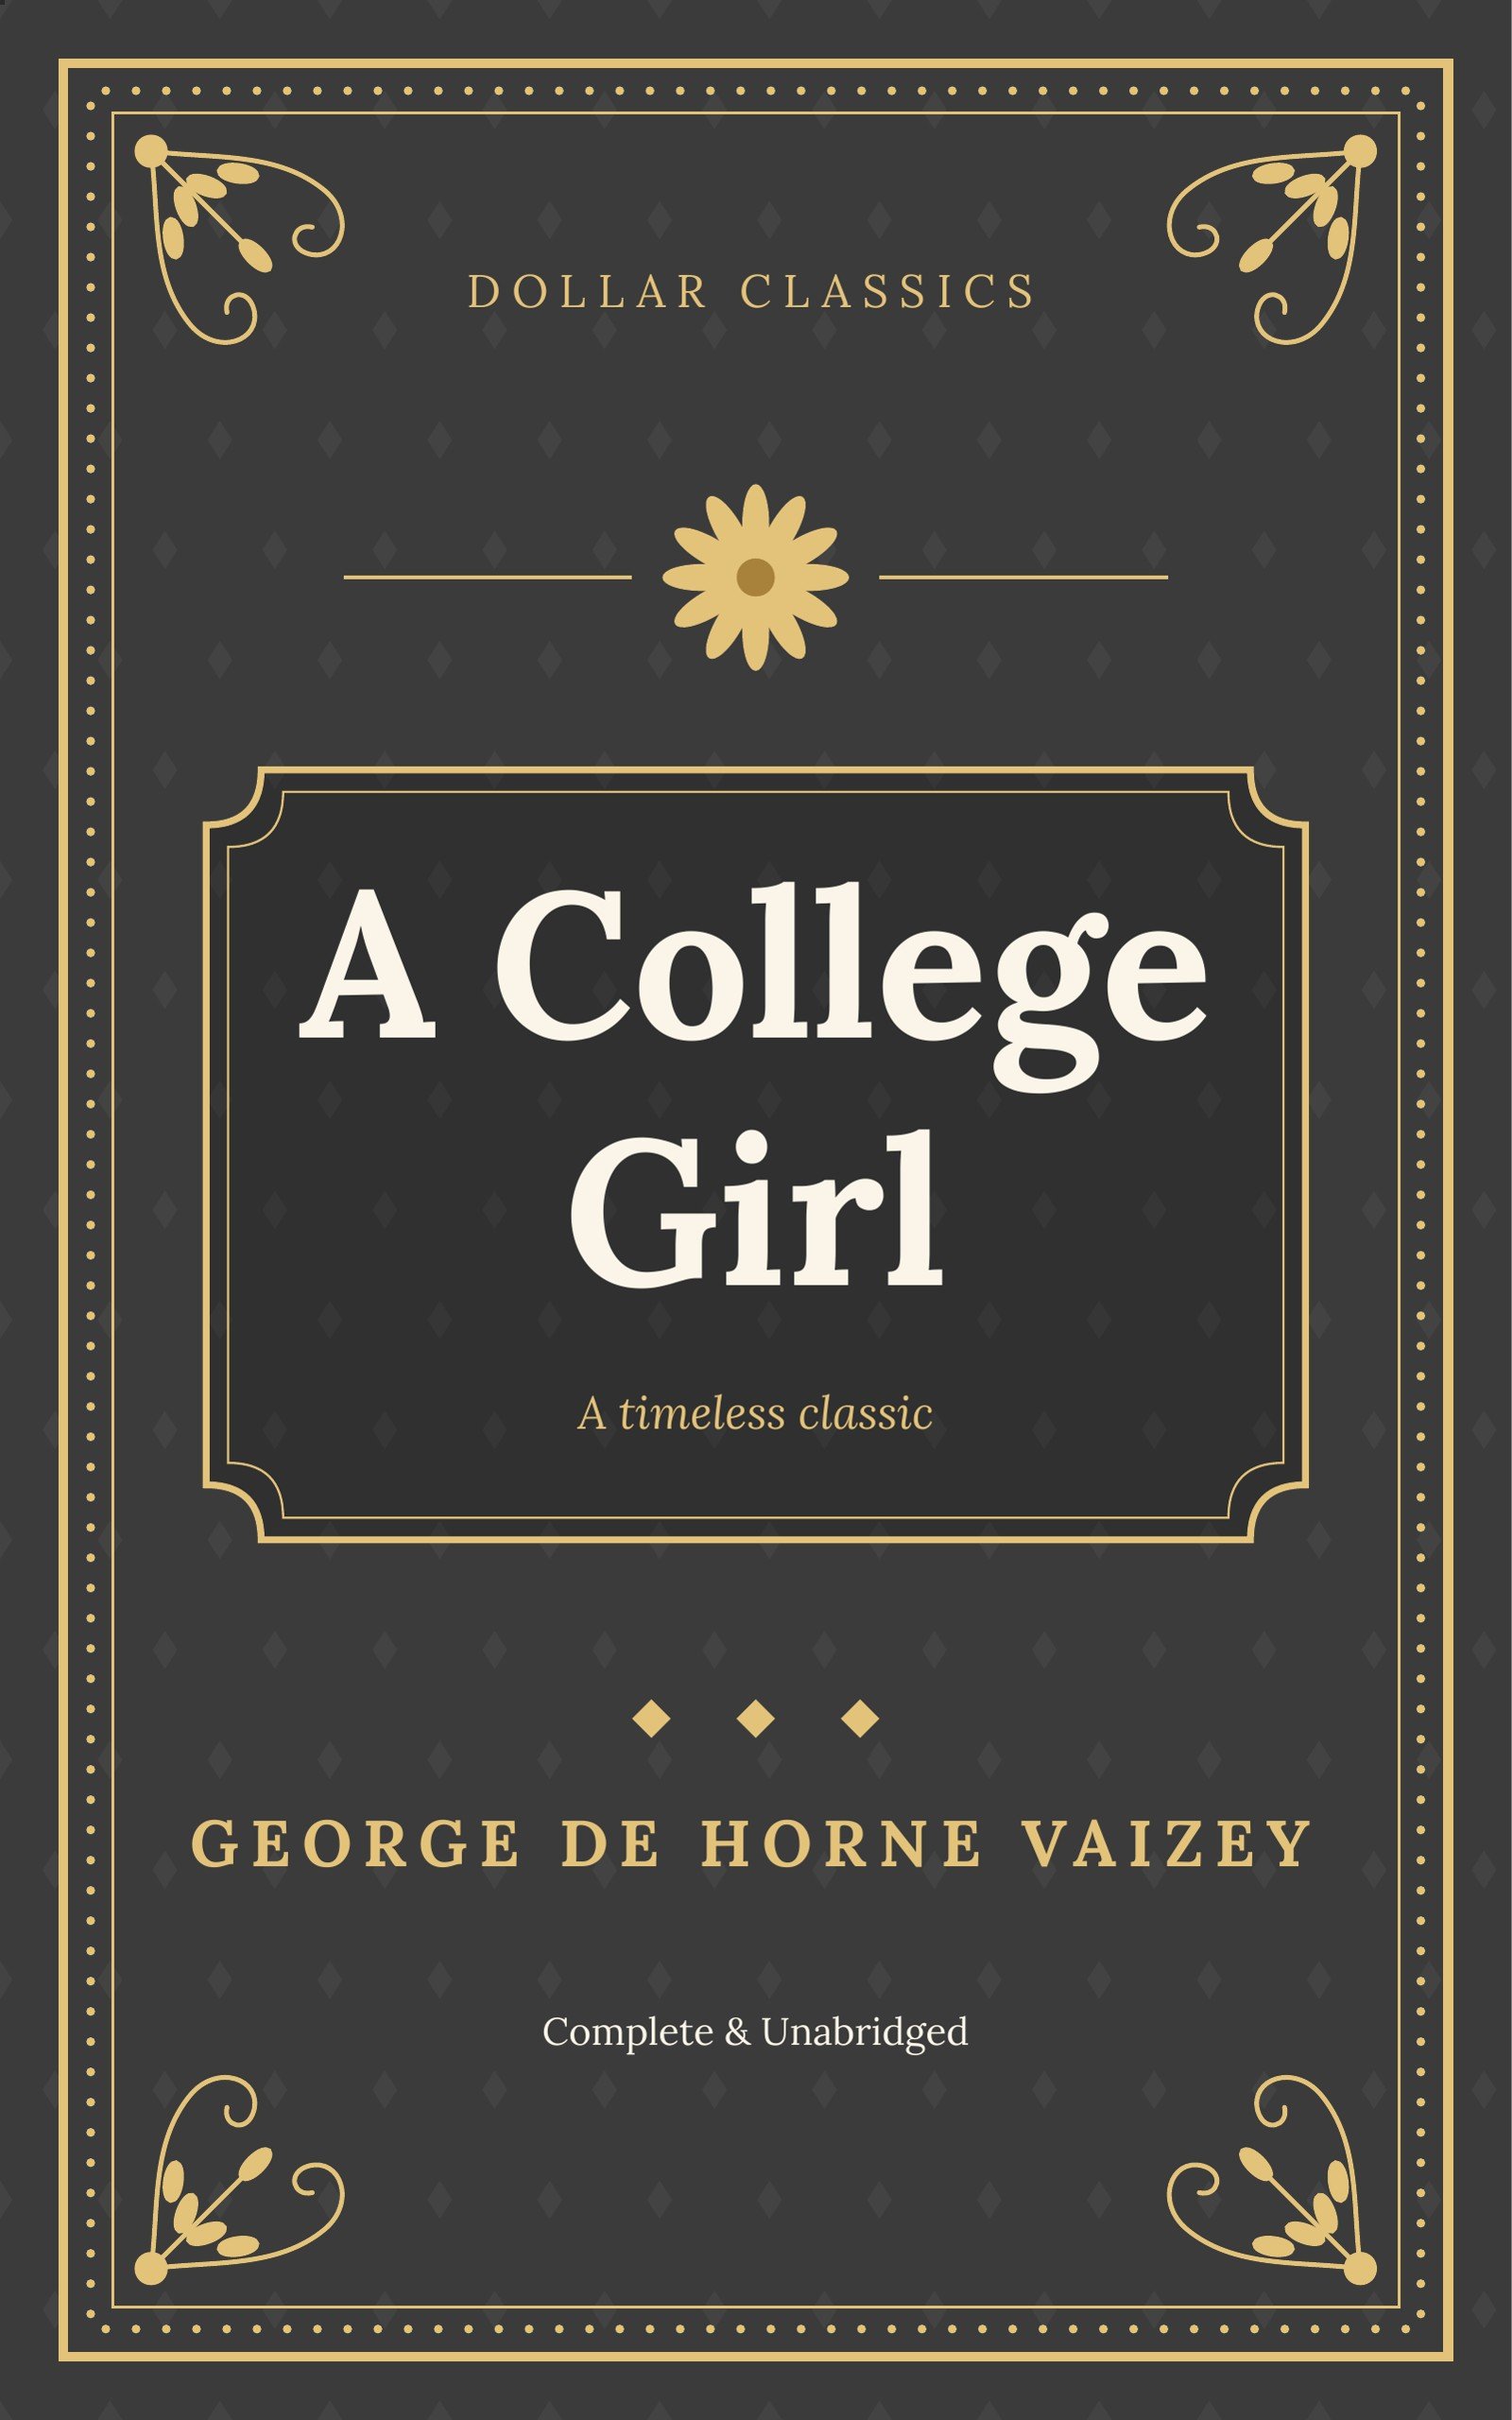 DOLLAR CLASSICS
A College
Girl
A timeless classic
GEORGE DE HORNE VAIZEY
Complete & Unabridged